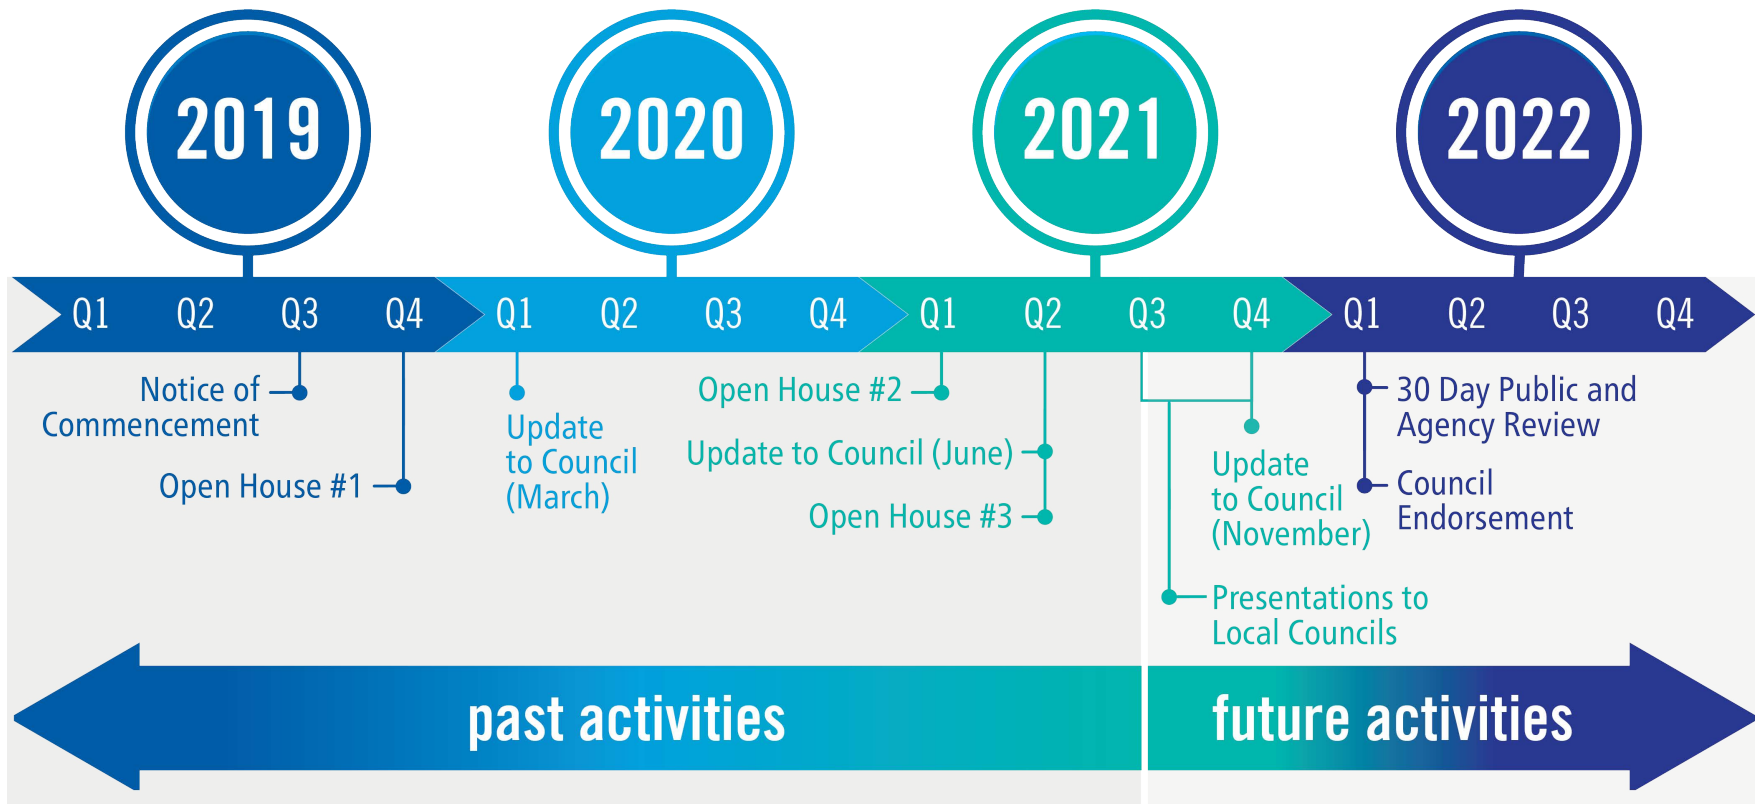 2019
2020
2021
2022
Q1 Q2 Q3 Q4 Q1 Q2 Q3 Q4 Q1 Q2 Q3 Q4 Q1 Q2 Q3 Q4
Notice of
Commencement
Open House #1
Update
to Council
(March)
Open House #2
Update to Council (June)
Open House #3
Update
to Council
(November)
Presentations to
Local Councils
30 Day Public and
Agency Review
Council
Endorsement
past activities
future activities